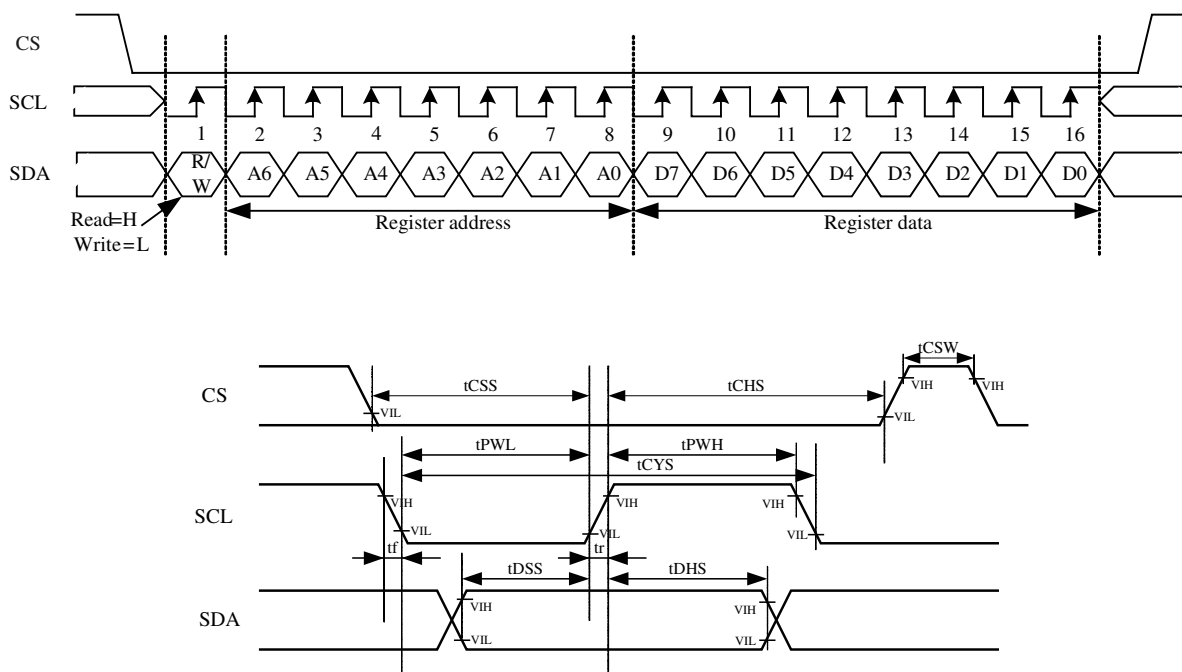 CS
SCL
1 2 3 4 5 6 7 8 9 10 11 12 13 14 15 16
SDA
R/
W
A6 A5 A4 A3 A2 A1 A0 D7 D6 D5 D4 D3 D2 D1 D0
Read=H
Write=L
Register address
Register data
tCSW
CS
tCSS
tCHS
VIH
VIH
VIL
VIL
tPWL
tPWH
tCYS
SCL
VIH
VIH
VIL
VIL
VIL
tf
tr
tDSS
tDHS
SDA
VIH
VIH
VIL
VIL